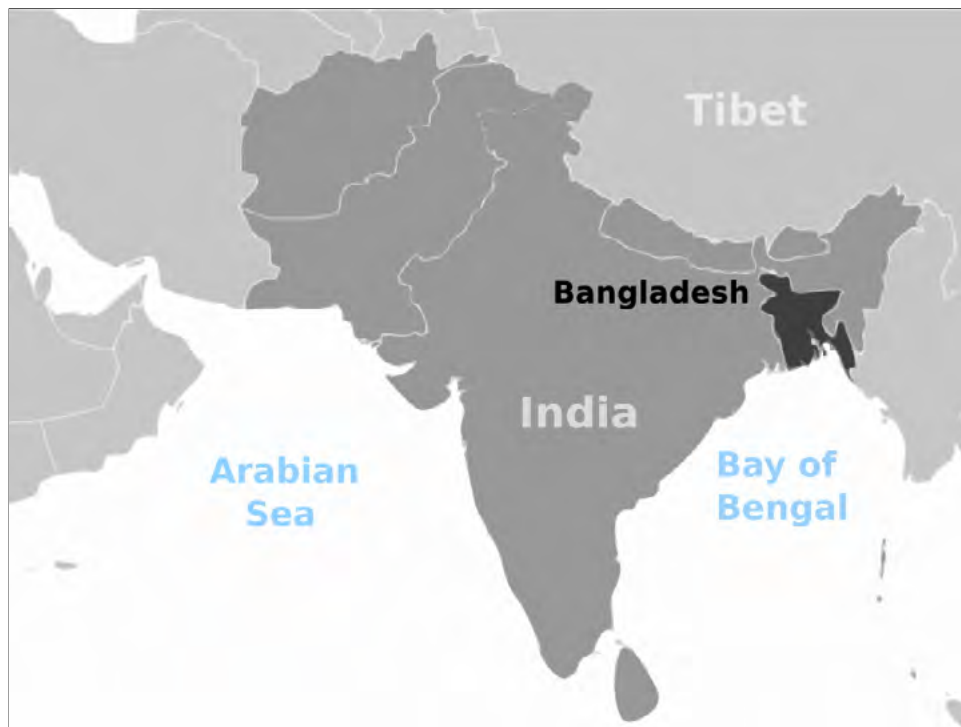 Tibet
Bangladesh
India
Arabian
Sea
Bay of
Bengal